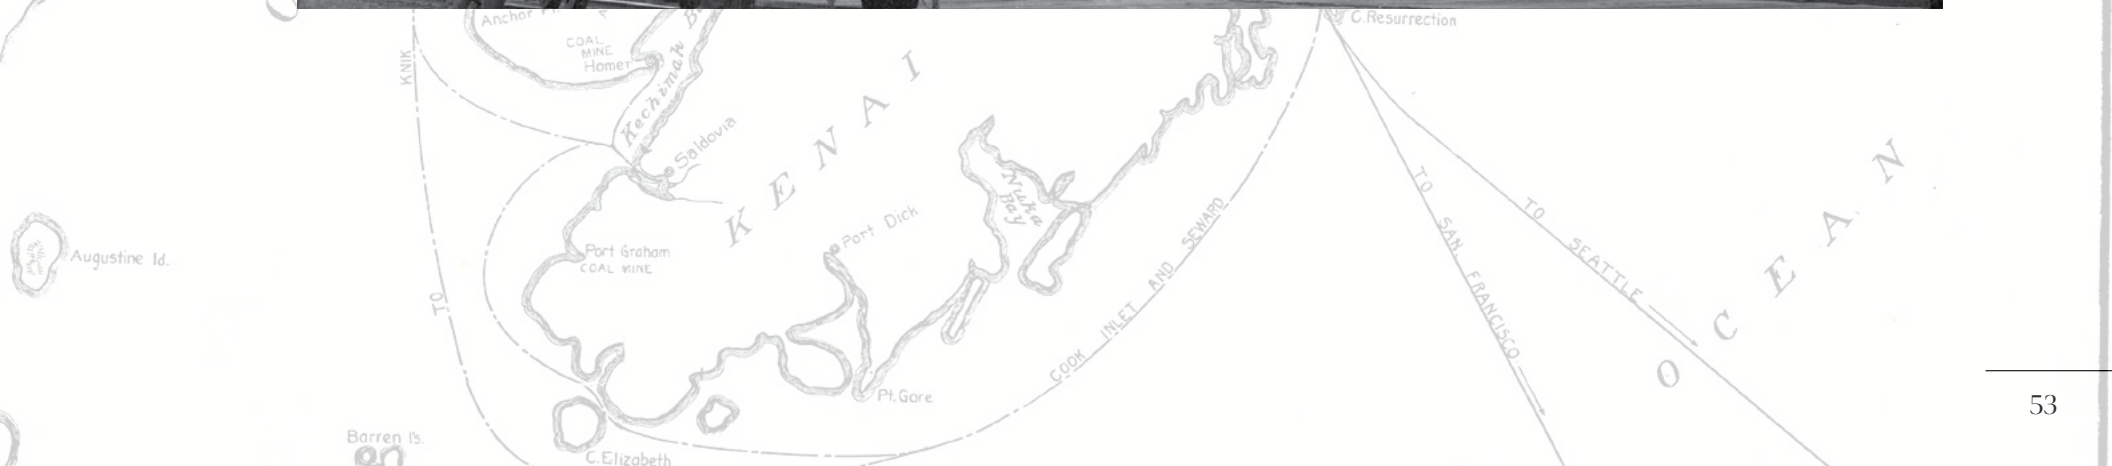 Anchor
C. Resurrection
COAL
MINE
Homer
KNIK
Kechimak B
Saldovia
KENAI
Nuka
Bay
Port Dick
Port Graham
COAL MINE
Augustine Id.
TO
TO SAN FRANCISCO
TO SEATTLE
OCEAN
COOK INLET AND SEWARD
Pt. Gore
Barren I's.
C. Elizabeth
53